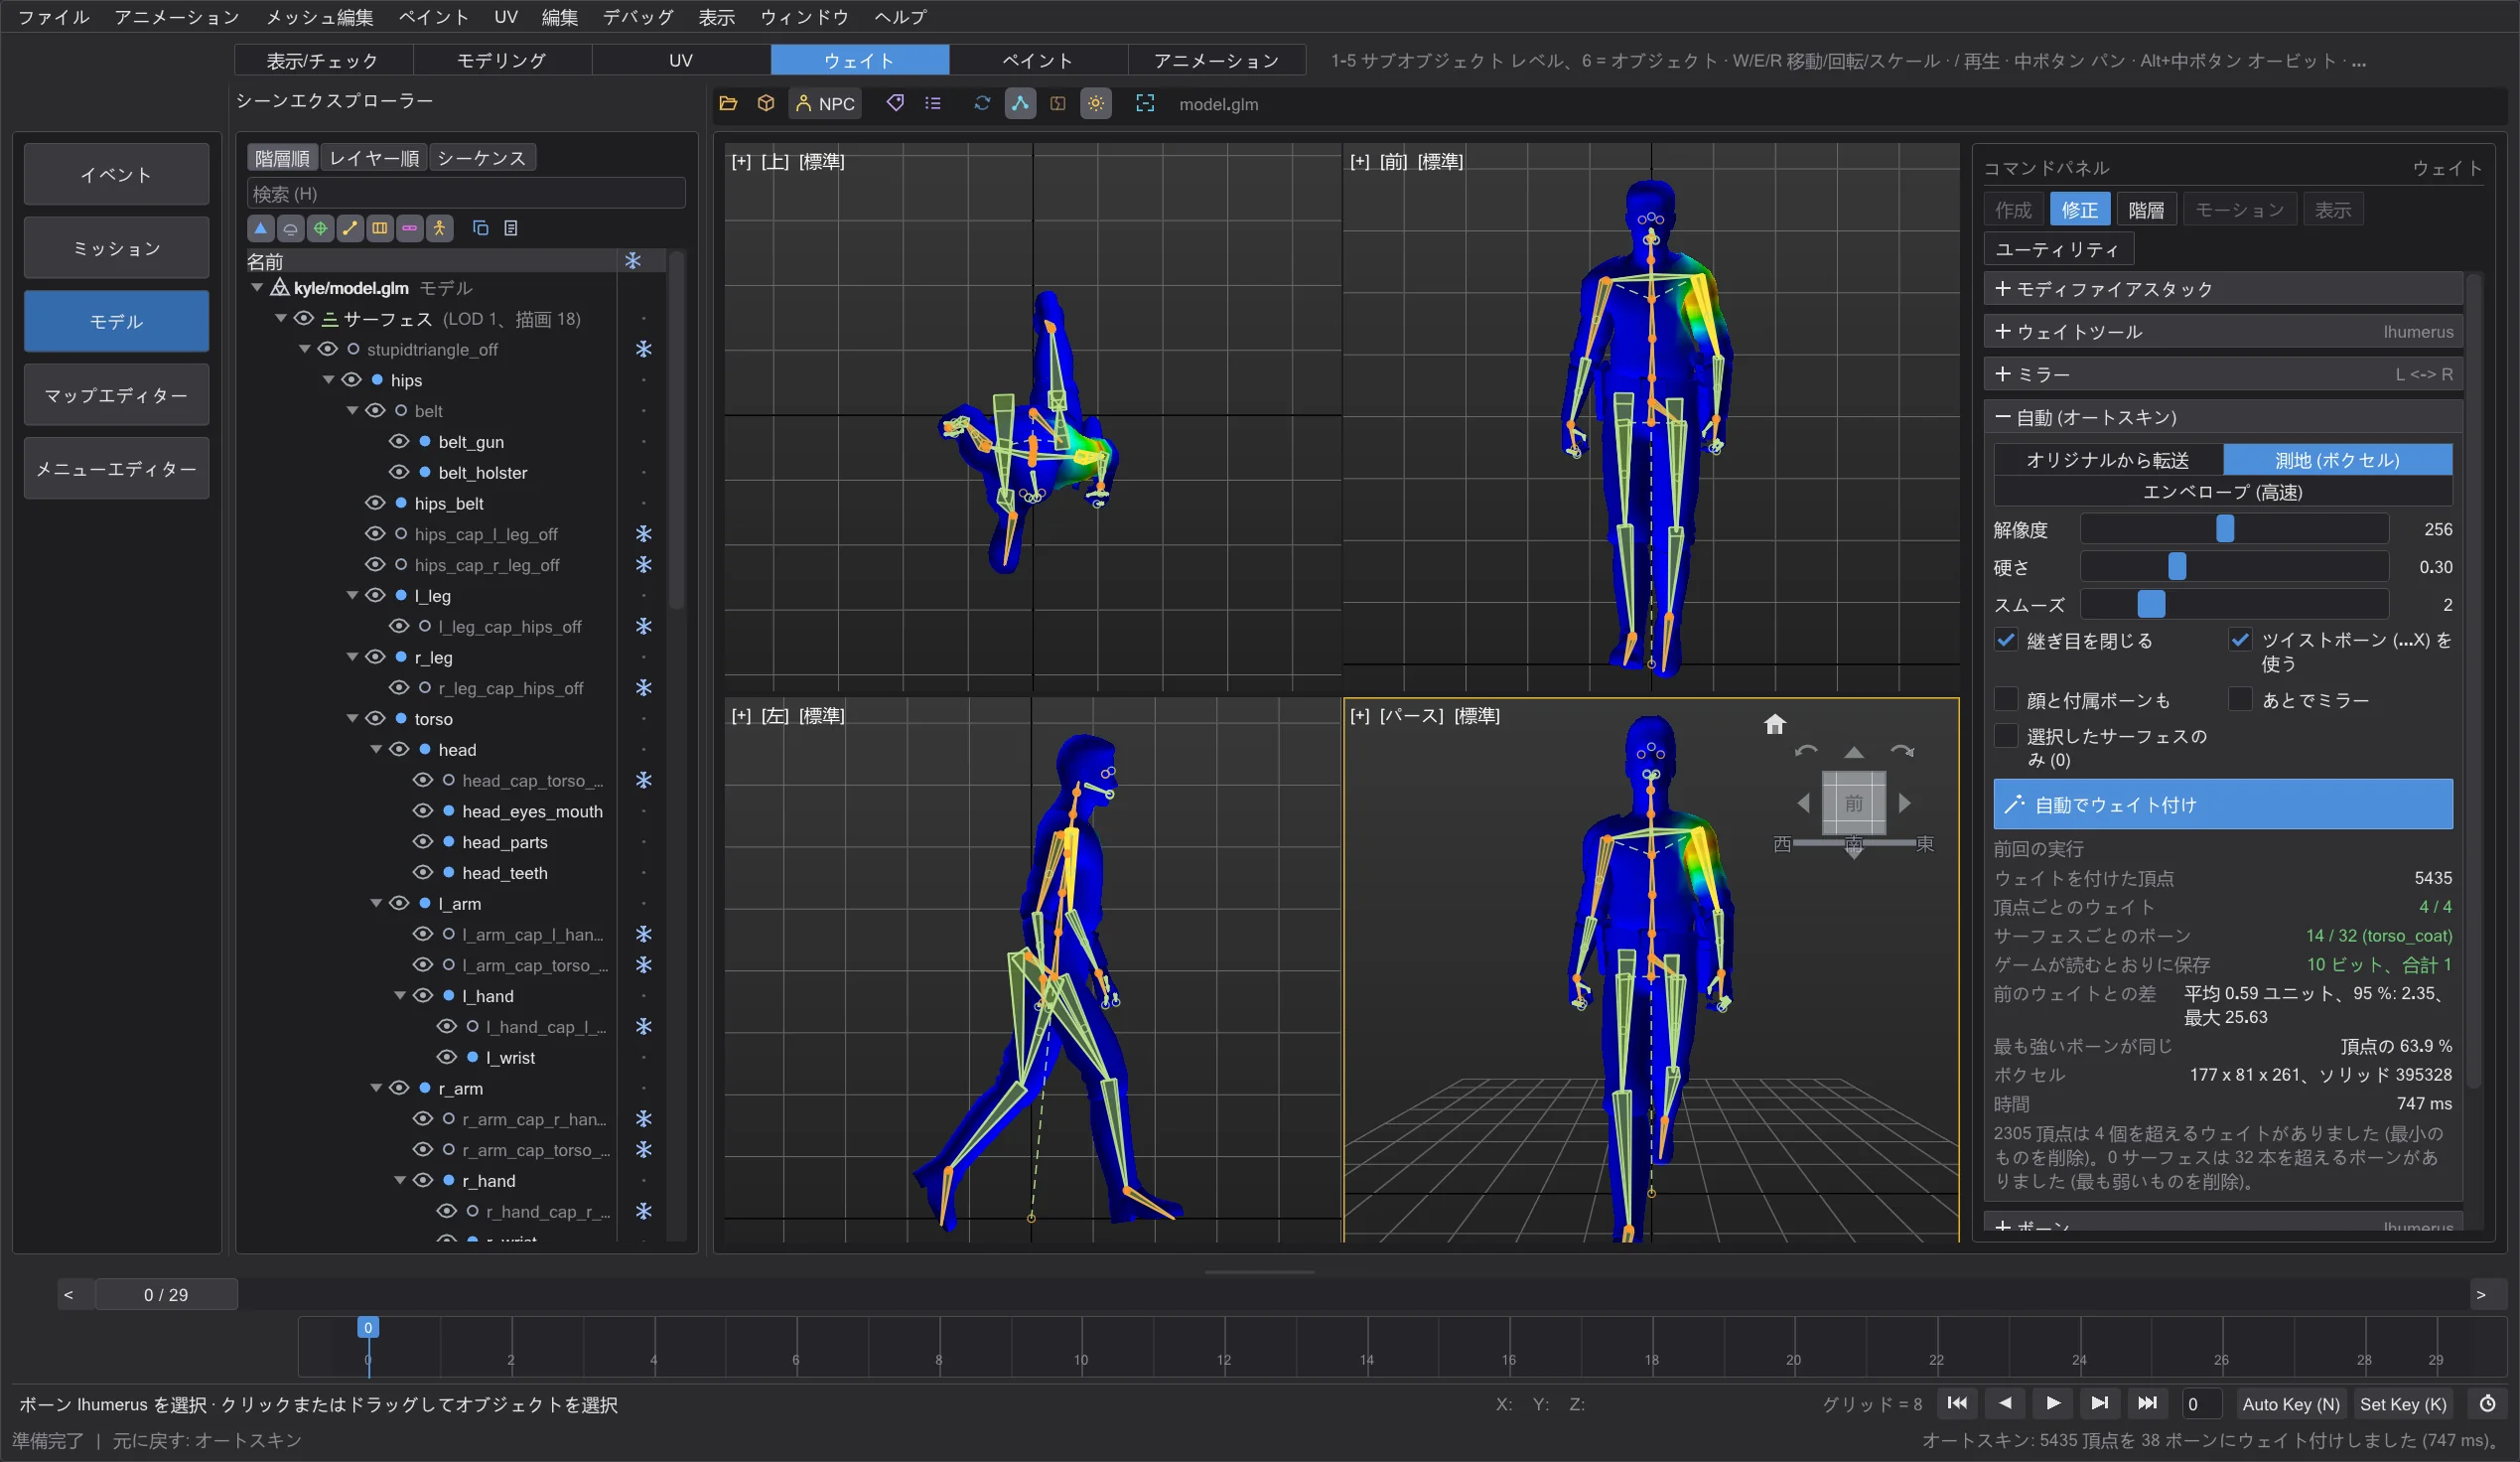 ファイル アニメーション メッシュ編集 ペイント UV 編集 デバッグ 表示 ウィンドウ ヘルプ
表示/チェック モデリング UV ウェイト ペイント アニメーション 1-5 サブオブジェクト レベル、6 = オブジェクト · W/E/R 移動/回転/スケール · / 再生 · 中ボタン パン · Alt+中ボタン オービット · ...
シーンエクスプローラー
NPC model.glm
イベント
ミッション
モデル
マップエディター
メニューエディター
階層順 レイヤー順 シーケンス
検索 (H)
名前
kyle/model.glm モデル
サーフェス (LOD 1、描画 18)
stupidtriangle_off
hips
belt
belt_gun
belt_holster
hips_belt
hips_cap_l_leg_off
hips_cap_r_leg_off
l_leg
l_leg_cap_hips_off
r_leg
r_leg_cap_hips_off
torso
head
head_cap_torso_...
head_eyes_mouth
head_parts
head_teeth
l_arm
l_arm_cap_l_han...
l_arm_cap_torso_...
l_hand
l_hand_cap_l_...
l_wrist
r_arm
r_arm_cap_r_han...
r_arm_cap_torso_...
r_hand
r_hand_cap_r_...
r_wrist
[+] [上] [標準]
[+] [前] [標準]
[+] [左] [標準]
[+] [パース] [標準]
前
西 南 東
コマンドパネル ウェイト
作成 修正 階層 モーション 表示
ユーティリティ
+ モディファイアスタック
+ ウェイトツール lhumerus
+ ミラー L <-> R
− 自動 (オートスキン)
オリジナルから転送 測地 (ボクセル)
エンベロープ (高速)
解像度 256
硬さ 0.30
スムーズ 2
継ぎ目を閉じる ツイストボーン (...X) を
使う
顔と付属ボーンも あとでミラー
選択したサーフェスの
み (0)
自動でウェイト付け
前回の実行
ウェイトを付けた頂点 5435
頂点ごとのウェイト 4 / 4
サーフェスごとのボーン 14 / 32 (torso_coat)
ゲームが読むとおりに保存 10 ビット、合計 1
前のウェイトとの差 平均 0.59 ユニット、95 %: 2.35、
最大 25.63
最も強いボーンが同じ 頂点の 63.9 %
ボクセル 177 x 81 x 261、ソリッド 395328
時間 747 ms
2305 頂点は 4 個を超えるウェイトがありました (最小の
ものを削除)。0 サーフェスは 32 本を超えるボーンがあ
りました (最も弱いものを削除)。
+ ボーン lhumerus
< 0 / 29 >
0
0 2 4 6 8 10 12 14 16 18 20 22 24 26 28 29
ボーン lhumerus を選択 · クリックまたはドラッグしてオブジェクトを選択 X: Y: Z: グリッド = 8 0 Auto Key (N) Set Key (K)
準備完了 | 元に戻す: オートスキン オートスキン: 5435 頂点を 38 ボーンにウェイト付けしました (747 ms)。